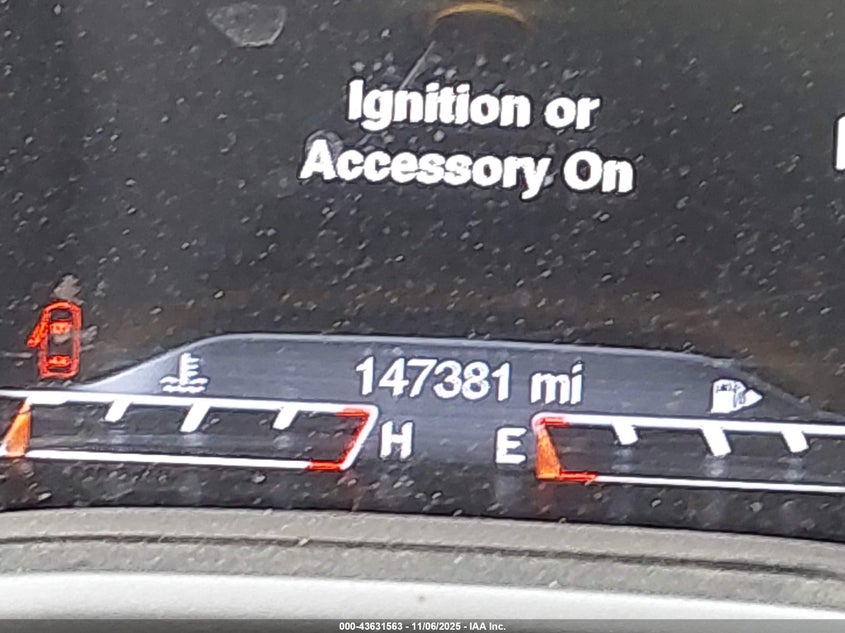 Ignition or
Accessory On
147381 mi
H
E
000-43631563 - 11/06/2025 - IAA Inc.